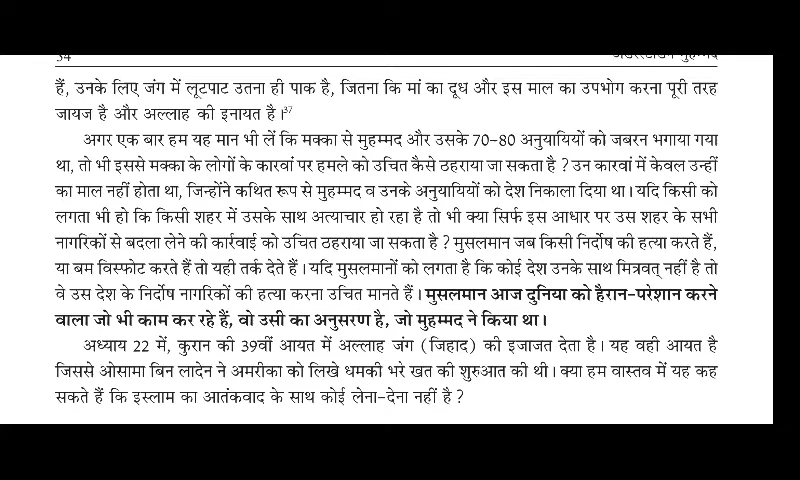 34 अंडरस्टैंडिंग मुहम्मद
हैं, उनके लिए जंग में लूटपाट उतना ही पाक है, जितना कि मां का दूध और इस माल का उपभोग करना पूरी तरह
जायज है और अल्लाह की इनायत है।³⁷
अगर एक बार हम यह मान भी लें कि मक्का से मुहम्मद और उसके 70–80 अनुयायियों को जबरन भगाया गया
था, तो भी इससे मक्का के लोगों के कारवां पर हमले को उचित कैसे ठहराया जा सकता है ? उन कारवां में केवल उन्हीं
का माल नहीं होता था, जिन्होंने कथित रूप से मुहम्मद व उनके अनुयायियों को देश निकाला दिया था। यदि किसी को
लगता भी हो कि किसी शहर में उसके साथ अत्याचार हो रहा है तो भी क्या सिर्फ इस आधार पर उस शहर के सभी
नागरिकों से बदला लेने की कार्रवाई को उचित ठहराया जा सकता है ? मुसलमान जब किसी निर्दोष की हत्या करते हैं,
या बम विस्फोट करते हैं तो यही तर्क देते हैं। यदि मुसलमानों को लगता है कि कोई देश उनके साथ मित्रवत् नहीं है तो
वे उस देश के निर्दोष नागरिकों की हत्या करना उचित मानते हैं। मुसलमान आज दुनिया को हैरान–परेशान करने
वाला जो भी काम कर रहे हैं, वो उसी का अनुसरण है, जो मुहम्मद ने किया था।
अध्याय 22 में, कुरान की 39वीं आयत में अल्लाह जंग (जिहाद) की इजाजत देता है। यह वही आयत है
जिससे ओसामा बिन लादेन ने अमरीका को लिखे धमकी भरे खत की शुरुआत की थी। क्या हम वास्तव में यह कह
सकते हैं कि इस्लाम का आतंकवाद के साथ कोई लेना–देना नहीं है ?